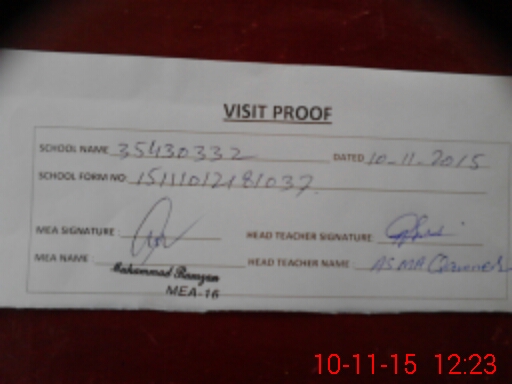 VISIT PROOF
SCHOOL NAME 35430332 DATED 10-11-2015
SCHOOL FORM NO.
MEA SIGNATURE : HEAD TEACHER SIGNATURE
MEA NAME : HEAD TEACHER NAME : ASMA
Muhammad Ramzan
MEA-16
10-11-15 12:23